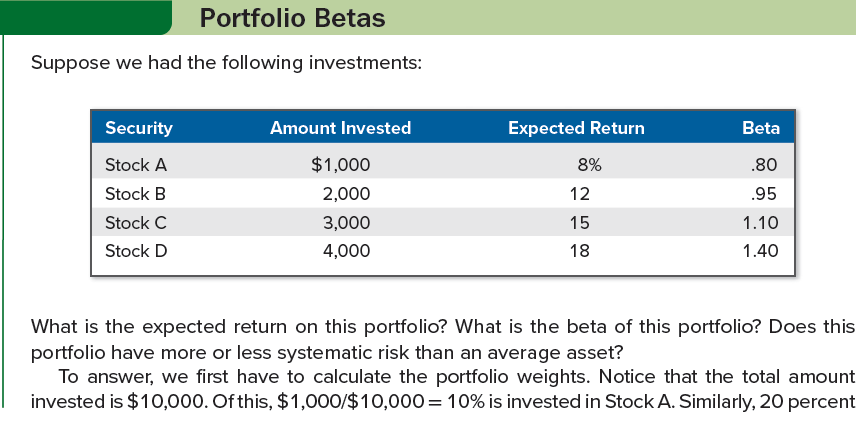 Portfolio Betas
Suppose we had the following investments:
Security Amount Invested Expected Return Beta
Stock A $1,000 8% .80
Stock B 2,000 12 .95
Stock C 3,000 15 1.10
Stock D 4,000 18 1.40
What is the expected return on this portfolio? What is the beta of this portfolio? Does this
portfolio have more or less systematic risk than an average asset?
To answer, we first have to calculate the portfolio weights. Notice that the total amount
invested is $10,000. Of this, $1,000/$10,000 = 10% is invested in Stock A. Similarly, 20 percent